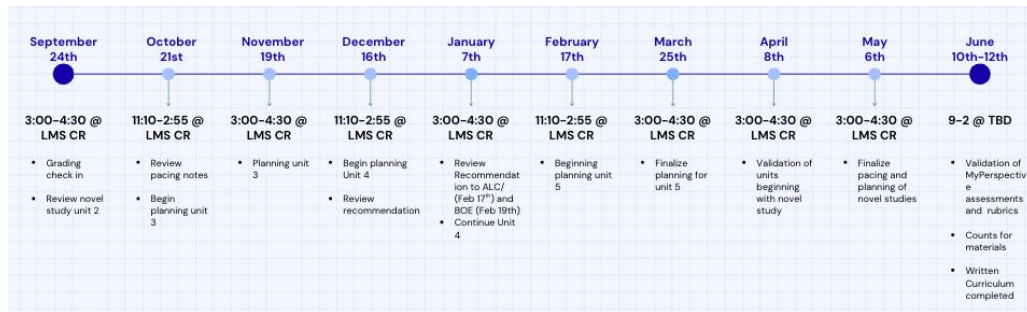 September
24th
October
21st
November
19th
December
16th
January
7th
February
17th
March
25th
April
8th
May
6th
June
10th-12th
3:00-4:30 @
LMS CR
11:10-2:55 @
LMS CR
3:00-4:30 @
LMS CR
11:10-2:55 @
LMS CR
3:00-4:30 @
LMS CR
11:10-2:55 @
LMS CR
3:00-4:30 @
LMS CR
3:00-4:30 @
LMS CR
3:00-4:30 @
LMS CR
9-2 @ TBD
• Grading
check in
• Review novel
study unit 2
• Review
pacing notes
• Begin
planning unit
3
• Planning unit
3
• Begin planning
Unit 4
• Review
recommendation
• Review
Recommendat
ion to ALC/
(Feb 17th) and
BOE (Feb 19th)
• Continue Unit
4
• Beginning
planning unit
5
• Finalize
planning for
unit 5
• Validation of
units
beginning
with novel
study
• Finalize
pacing and
planning of
novel studies
• Validation of
MyPerspectiv
e
assessments
and rubrics
• Counts for
materials
• Written
Curriculum
completed